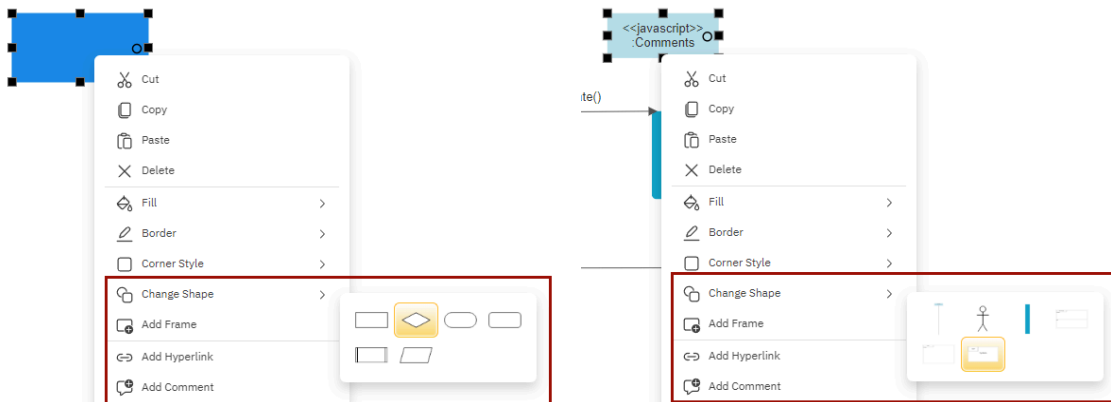 Cut
Copy
Paste
Delete
Fill
Border
Corner Style
Change Shape
Add Frame
Add Hyperlink
Add Comment
<<javascript>>
:Comments
ate()
Cut
Copy
Paste
Delete
Fill
Border
Corner Style
Change Shape
Add Frame
Add Hyperlink
Add Comment